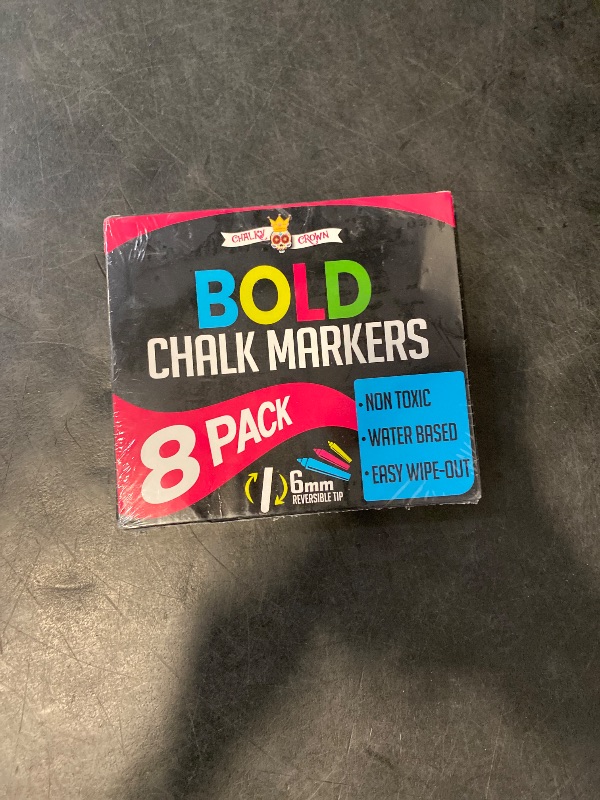 CHALKY CROWN
BOLD
CHALK MARKERS
8 PACK
6mm
REVERSIBLE TIP
• NON TOXIC
• WATER BASED
• EASY WIPE-OUT